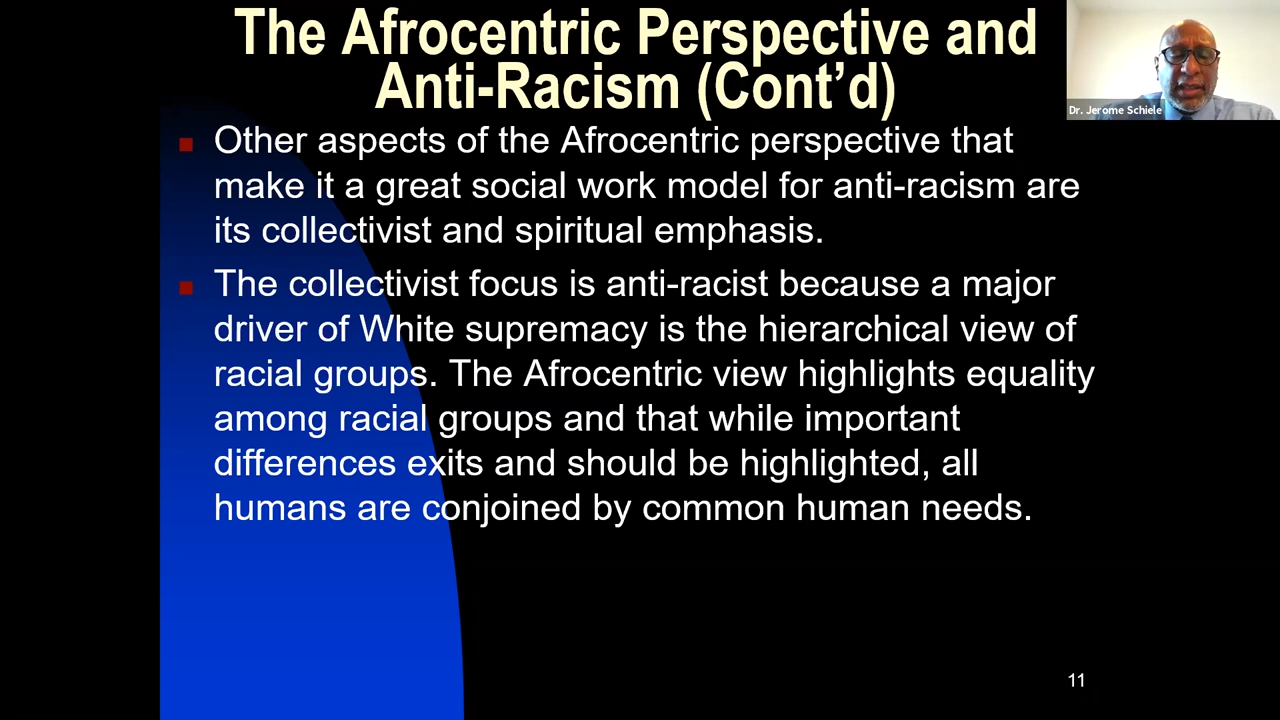 The Afrocentric Perspective and
Anti-Racism (Cont’d)
Dr. Jerome Schiele
Other aspects of the Afrocentric perspective that
make it a great social work model for anti-racism are
its collectivist and spiritual emphasis.
The collectivist focus is anti-racist because a major
driver of White supremacy is the hierarchical view of
racial groups. The Afrocentric view highlights equality
among racial groups and that while important
differences exits and should be highlighted, all
humans are conjoined by common human needs.
11